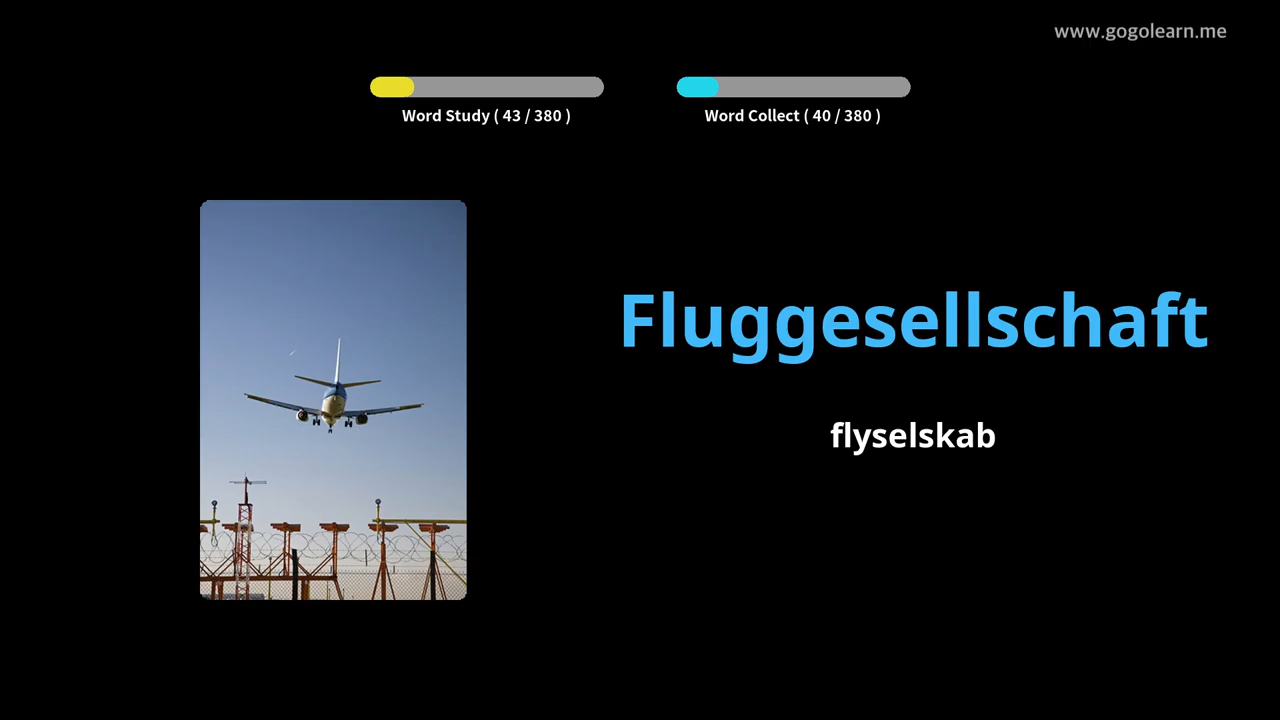 www.gogolearn.me
Word Study ( 43 / 380 )
Word Collect ( 40 / 380 )
Fluggesellschaft
flyselskab